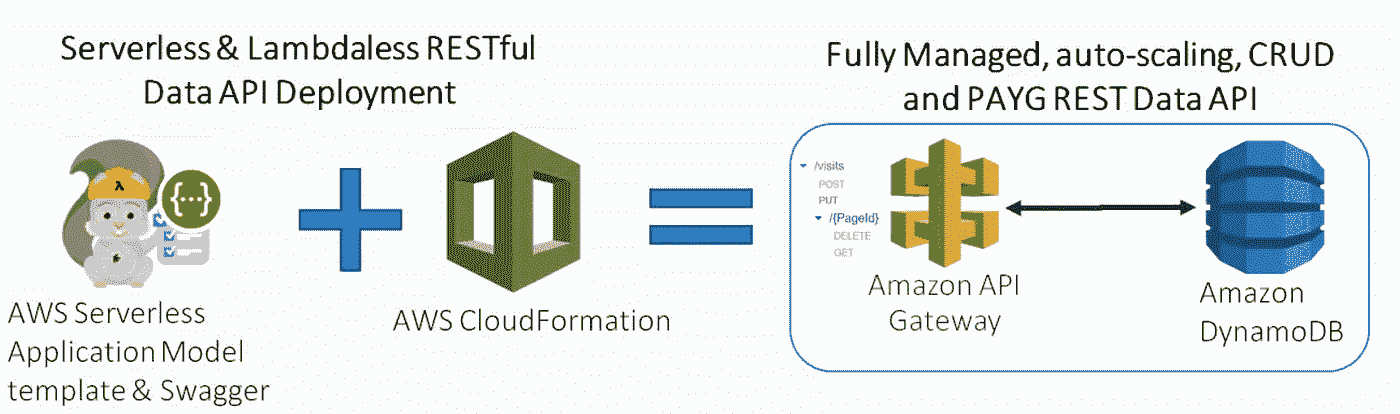 Serverless & Lambdaless RESTful
Data API Deployment
Fully Managed, auto-scaling, CRUD
and PAYG REST Data API
λ
{···}
/visits
POST
PUT
/{PageId}
DELETE
GET
AWS Serverless
Application Model
template & Swagger
AWS CloudFormation
Amazon API
Gateway
Amazon
DynamoDB